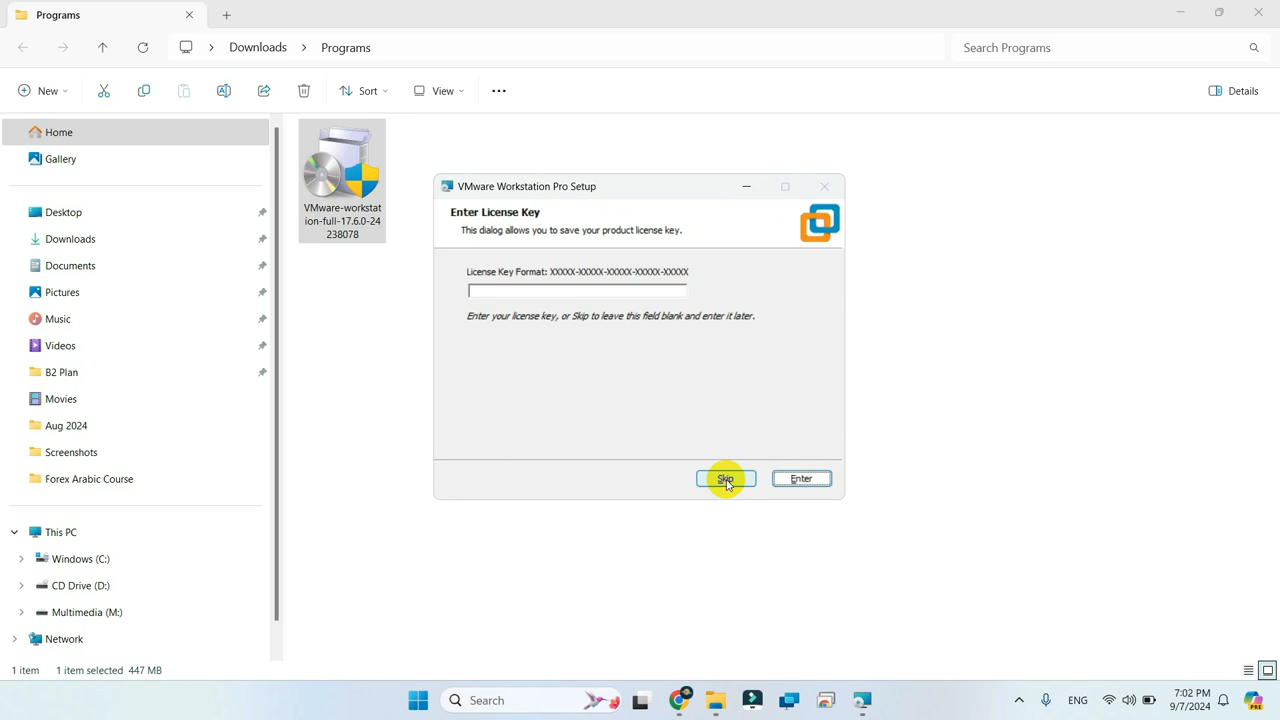 Programs
Downloads
Programs
Search Programs
New
Sort
View
Details
Home
Gallery
Desktop
Downloads
Documents
Pictures
Music
Videos
B2 Plan
Movies
Aug 2024
Screenshots
Forex Arabic Course
This PC
Windows (C:)
CD Drive (D:)
Multimedia (M:)
Network
VMware-workstat
ion-full-17.6.0-24
238078
VMware Workstation Pro Setup
Enter License Key
This dialog allows you to save your product license key.
License Key Format: XXXXX-XXXXX-XXXXX-XXXXX-XXXXX
Enter your license key, or Skip to leave this field blank and enter it later.
Skip
Enter
1 item
1 item selected 447 MB
Search
ENG
7:02 PM
9/7/2024
PRE